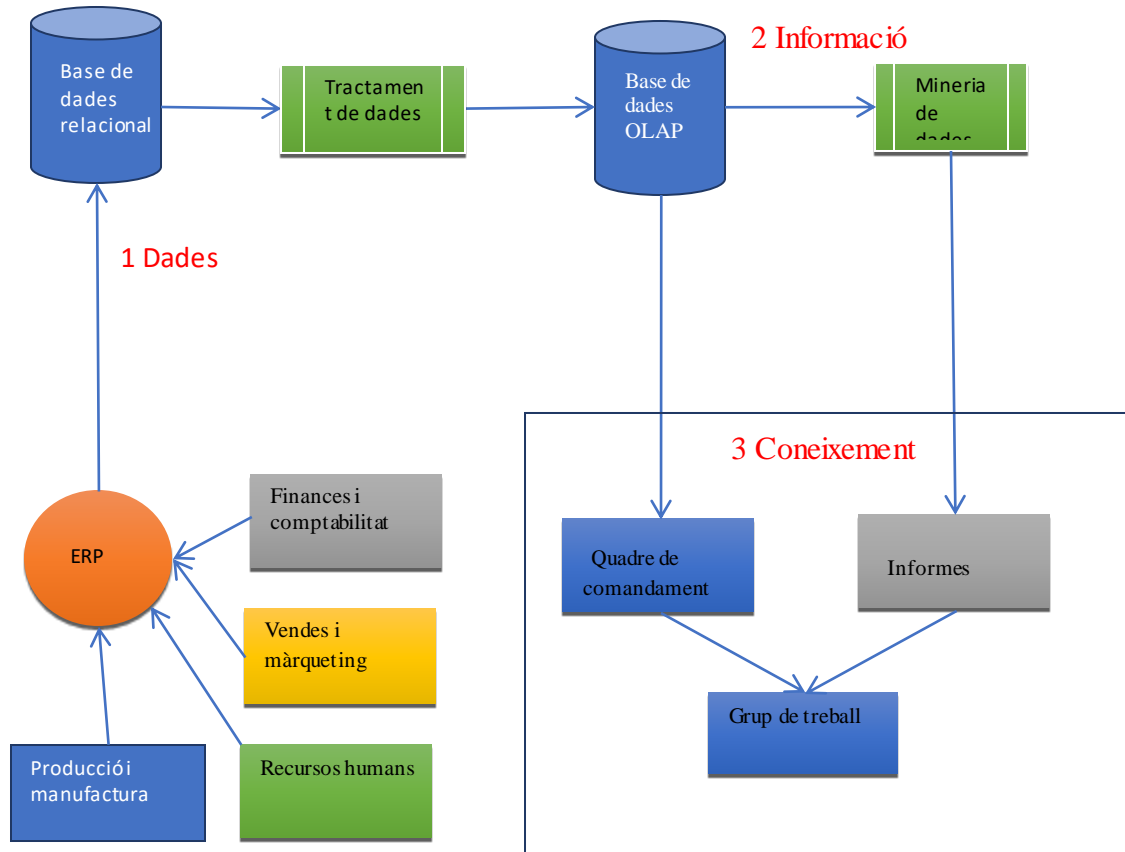 2 Informació
Base de
dades
relacional
Tractamen
t de dades
Base de
dades
OLAP
Mineria
de
dades
1 Dades
3 Coneixement
Finances i
comptabilitat
ERP
Quadre de
comandament
Informes
Vendes i
màrqueting
Grup de treball
Producció i
manufactura
Recursos humans